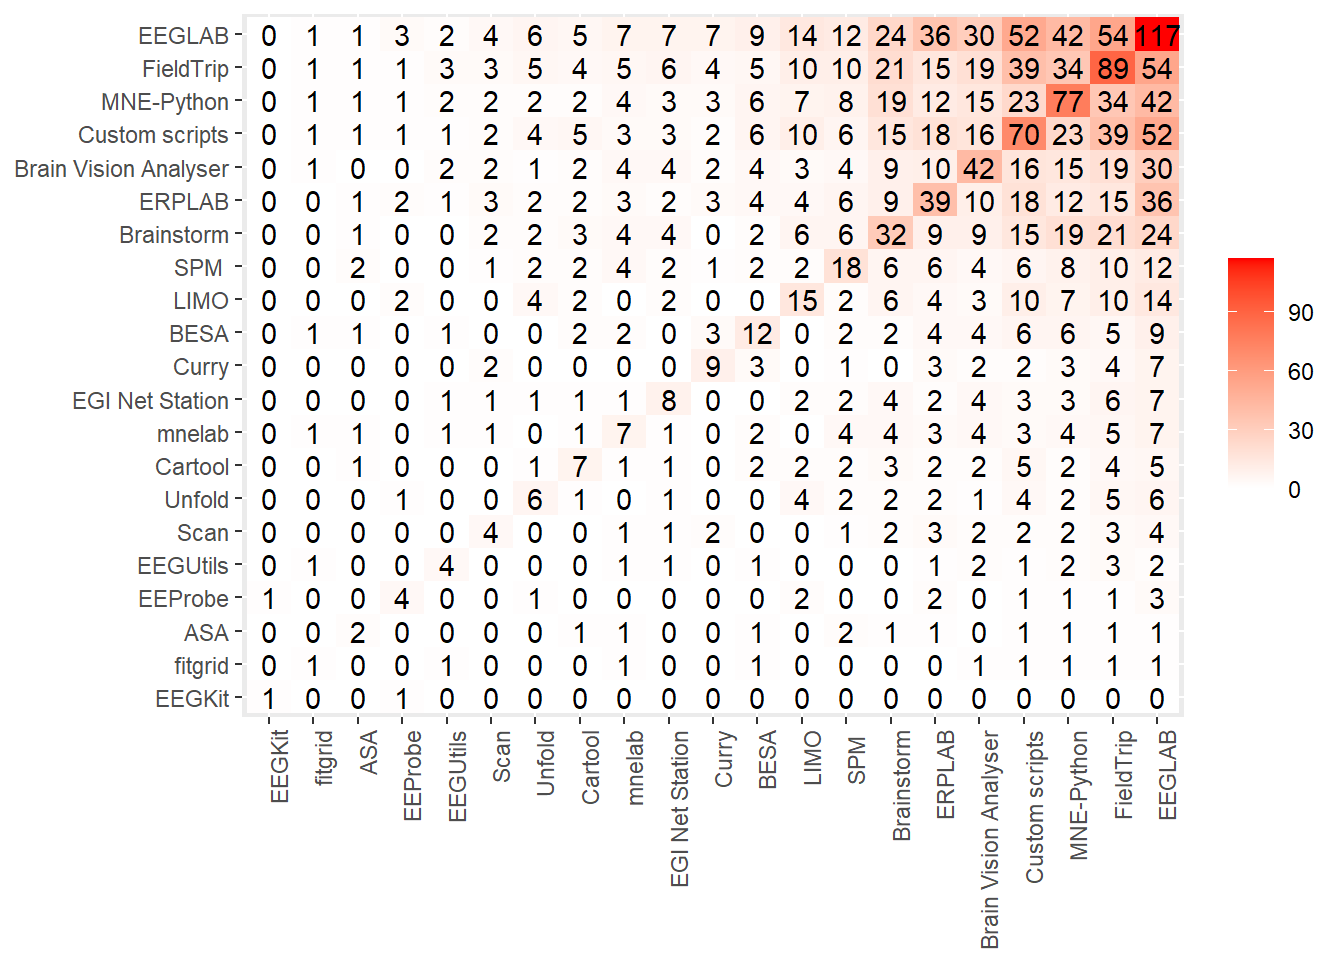 EEGLAB 0 1 1 3 2 4 6 5 7 7 7 9 14 12 24 36 30 52 42 54 117
FieldTrip 0 1 1 1 3 3 5 4 5 6 4 5 10 10 21 15 19 39 34 89 54
MNE-Python 0 1 1 1 2 2 2 2 4 3 3 6 7 8 19 12 15 23 77 34 42
Custom scripts 0 1 1 1 1 2 4 5 3 3 2 6 10 6 15 18 16 70 23 39 52
Brain Vision Analyser 0 1 0 0 2 2 1 2 4 4 2 4 3 4 9 10 42 16 15 19 30
ERPLAB 0 0 1 2 1 3 2 2 3 2 3 4 4 6 9 39 10 18 12 15 36
Brainstorm 0 0 1 0 0 2 2 3 4 4 0 2 6 6 32 9 9 15 19 21 24
SPM 0 0 2 0 0 1 2 2 4 2 1 2 2 18 6 6 4 6 8 10 12
LIMO 0 0 0 2 0 0 4 2 0 2 0 0 15 2 6 4 3 10 7 10 14
BESA 0 1 1 0 1 0 0 2 2 0 3 12 0 2 2 4 4 6 6 5 9
Curry 0 0 0 0 0 2 0 0 0 0 9 3 0 1 0 3 2 2 3 4 7
EGI Net Station 0 0 0 0 1 1 1 1 1 8 0 0 2 2 4 2 4 3 3 6 7
mnelab 0 1 1 0 1 1 0 1 7 1 0 2 0 4 4 3 4 3 4 5 7
Cartool 0 0 1 0 0 0 1 7 1 1 0 2 2 2 3 2 2 5 2 4 5
Unfold 0 0 0 1 0 0 6 1 0 1 0 0 4 2 2 2 1 4 2 5 6
Scan 0 0 0 0 0 4 0 0 1 1 2 0 0 1 2 3 2 2 2 3 4
EEGUtils 0 1 0 0 4 0 0 0 1 1 0 1 0 0 0 1 2 1 2 3 2
EEProbe 1 0 0 4 0 0 1 0 0 0 0 0 2 0 0 2 0 1 1 1 3
ASA 0 0 2 0 0 0 0 1 1 0 0 1 0 2 1 1 0 1 1 1 1
fitgrid 0 1 0 0 1 0 0 0 1 0 0 1 0 0 0 0 1 1 1 1 1
EEGKit 1 0 0 1 0 0 0 0 0 0 0 0 0 0 0 0 0 0 0 0 0
EEGKit
fitgrid
ASA
EEProbe
EEGUtils
Scan
Unfold
Cartool
mnelab
EGI Net Station
Curry
BESA
LIMO
SPM
Brainstorm
ERPLAB
Brain Vision Analyser
Custom scripts
MNE-Python
FieldTrip
EEGLAB
90
60
30
0